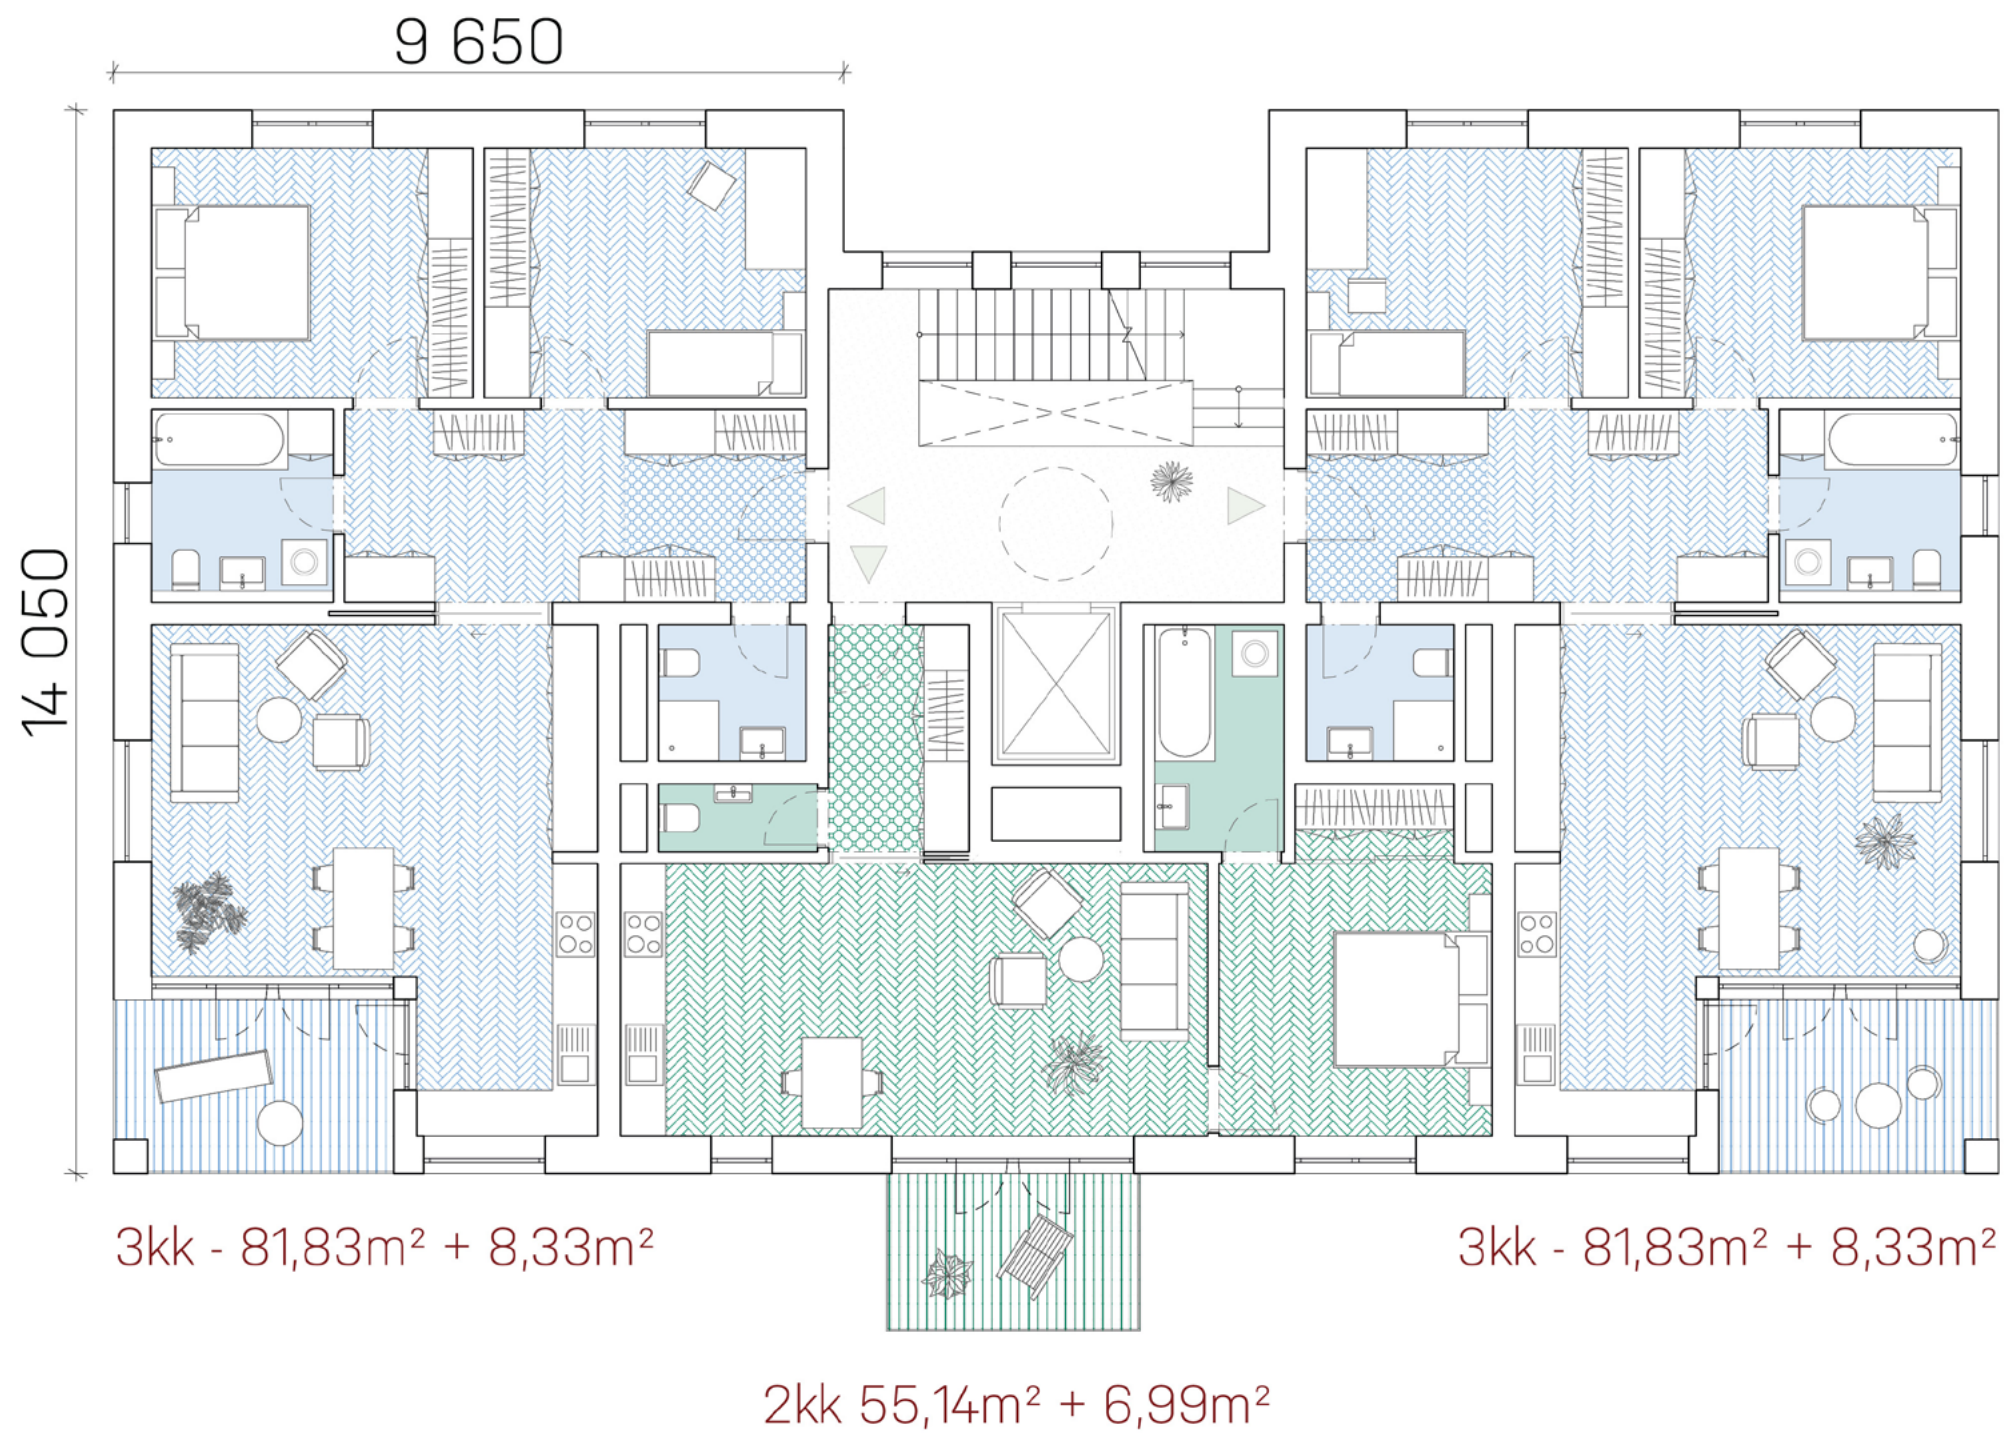 9 650
14 050
3kk - 81,83m² + 8,33m²
3kk - 81,83m² + 8,33m²
2kk 55,14m² + 6,99m²